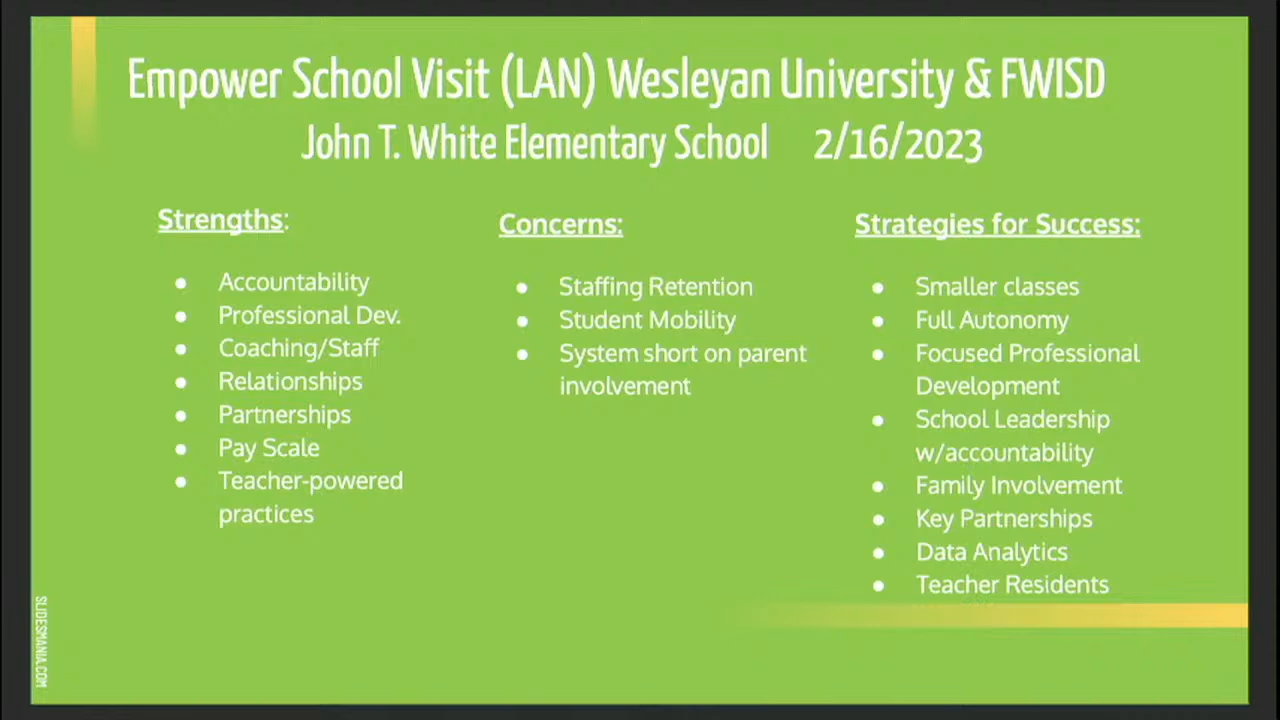 Empower School Visit (LAN) Wesleyan University & FWISD
John T. White Elementary School 2/16/2023
Strengths:
● Accountability
● Professional Dev.
● Coaching/Staff
● Relationships
● Partnerships
● Pay Scale
● Teacher-powered
practices
Concerns:
● Staffing Retention
● Student Mobility
● System short on parent
involvement
Strategies for Success:
● Smaller classes
● Full Autonomy
● Focused Professional
Development
● School Leadership
w/accountability
● Family Involvement
● Key Partnerships
● Data Analytics
● Teacher Residents
SLIDESMANIA.COM